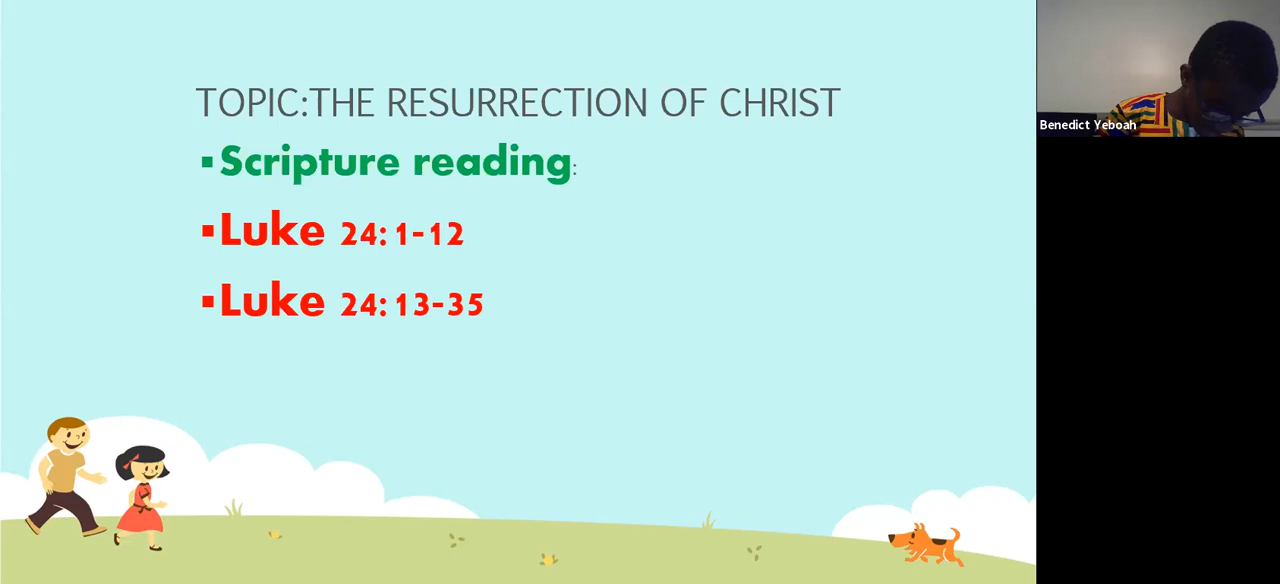 TOPIC:THE RESURRECTION OF CHRIST
▪Scripture reading:
▪Luke 24:1-12
▪Luke 24:13-35
Benedict Yeboah